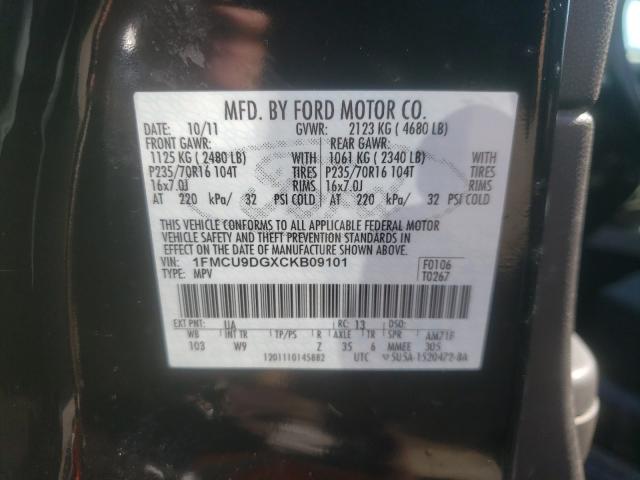 MFD. BY FORD MOTOR CO.
DATE: 10/11 GVWR: 2123 KG ( 4680 LB)
FRONT GAWR: REAR GAWR:
1125 KG ( 2480 LB) WITH 1061 KG ( 2340 LB) WITH
P235/70R16 104T TIRES P235/70R16 104T TIRES
16x7.0J RIMS 16x7.0J RIMS
AT 220 kPa/ 32 PSI COLD AT 220 kPa/ 32 PSI COLD
THIS VEHICLE CONFORMS TO ALL APPLICABLE FEDERAL MOTOR
VEHICLE SAFETY AND THEFT PREVENTION STANDARDS IN
EFFECT ON THE DATE OF MANUFACTURE SHOWN ABOVE.
VIN: 1FMCU9DGXCKB09101 F0106
TYPE: MPV T0267
EXT PNT: UA RC: 13 DSO:
WB INT TR TP/PS R AXLE TR SPR AM71F
103 W9 Z 35 6 MMEE 305
1201110145882 UTC 5U5A-1520472-BA